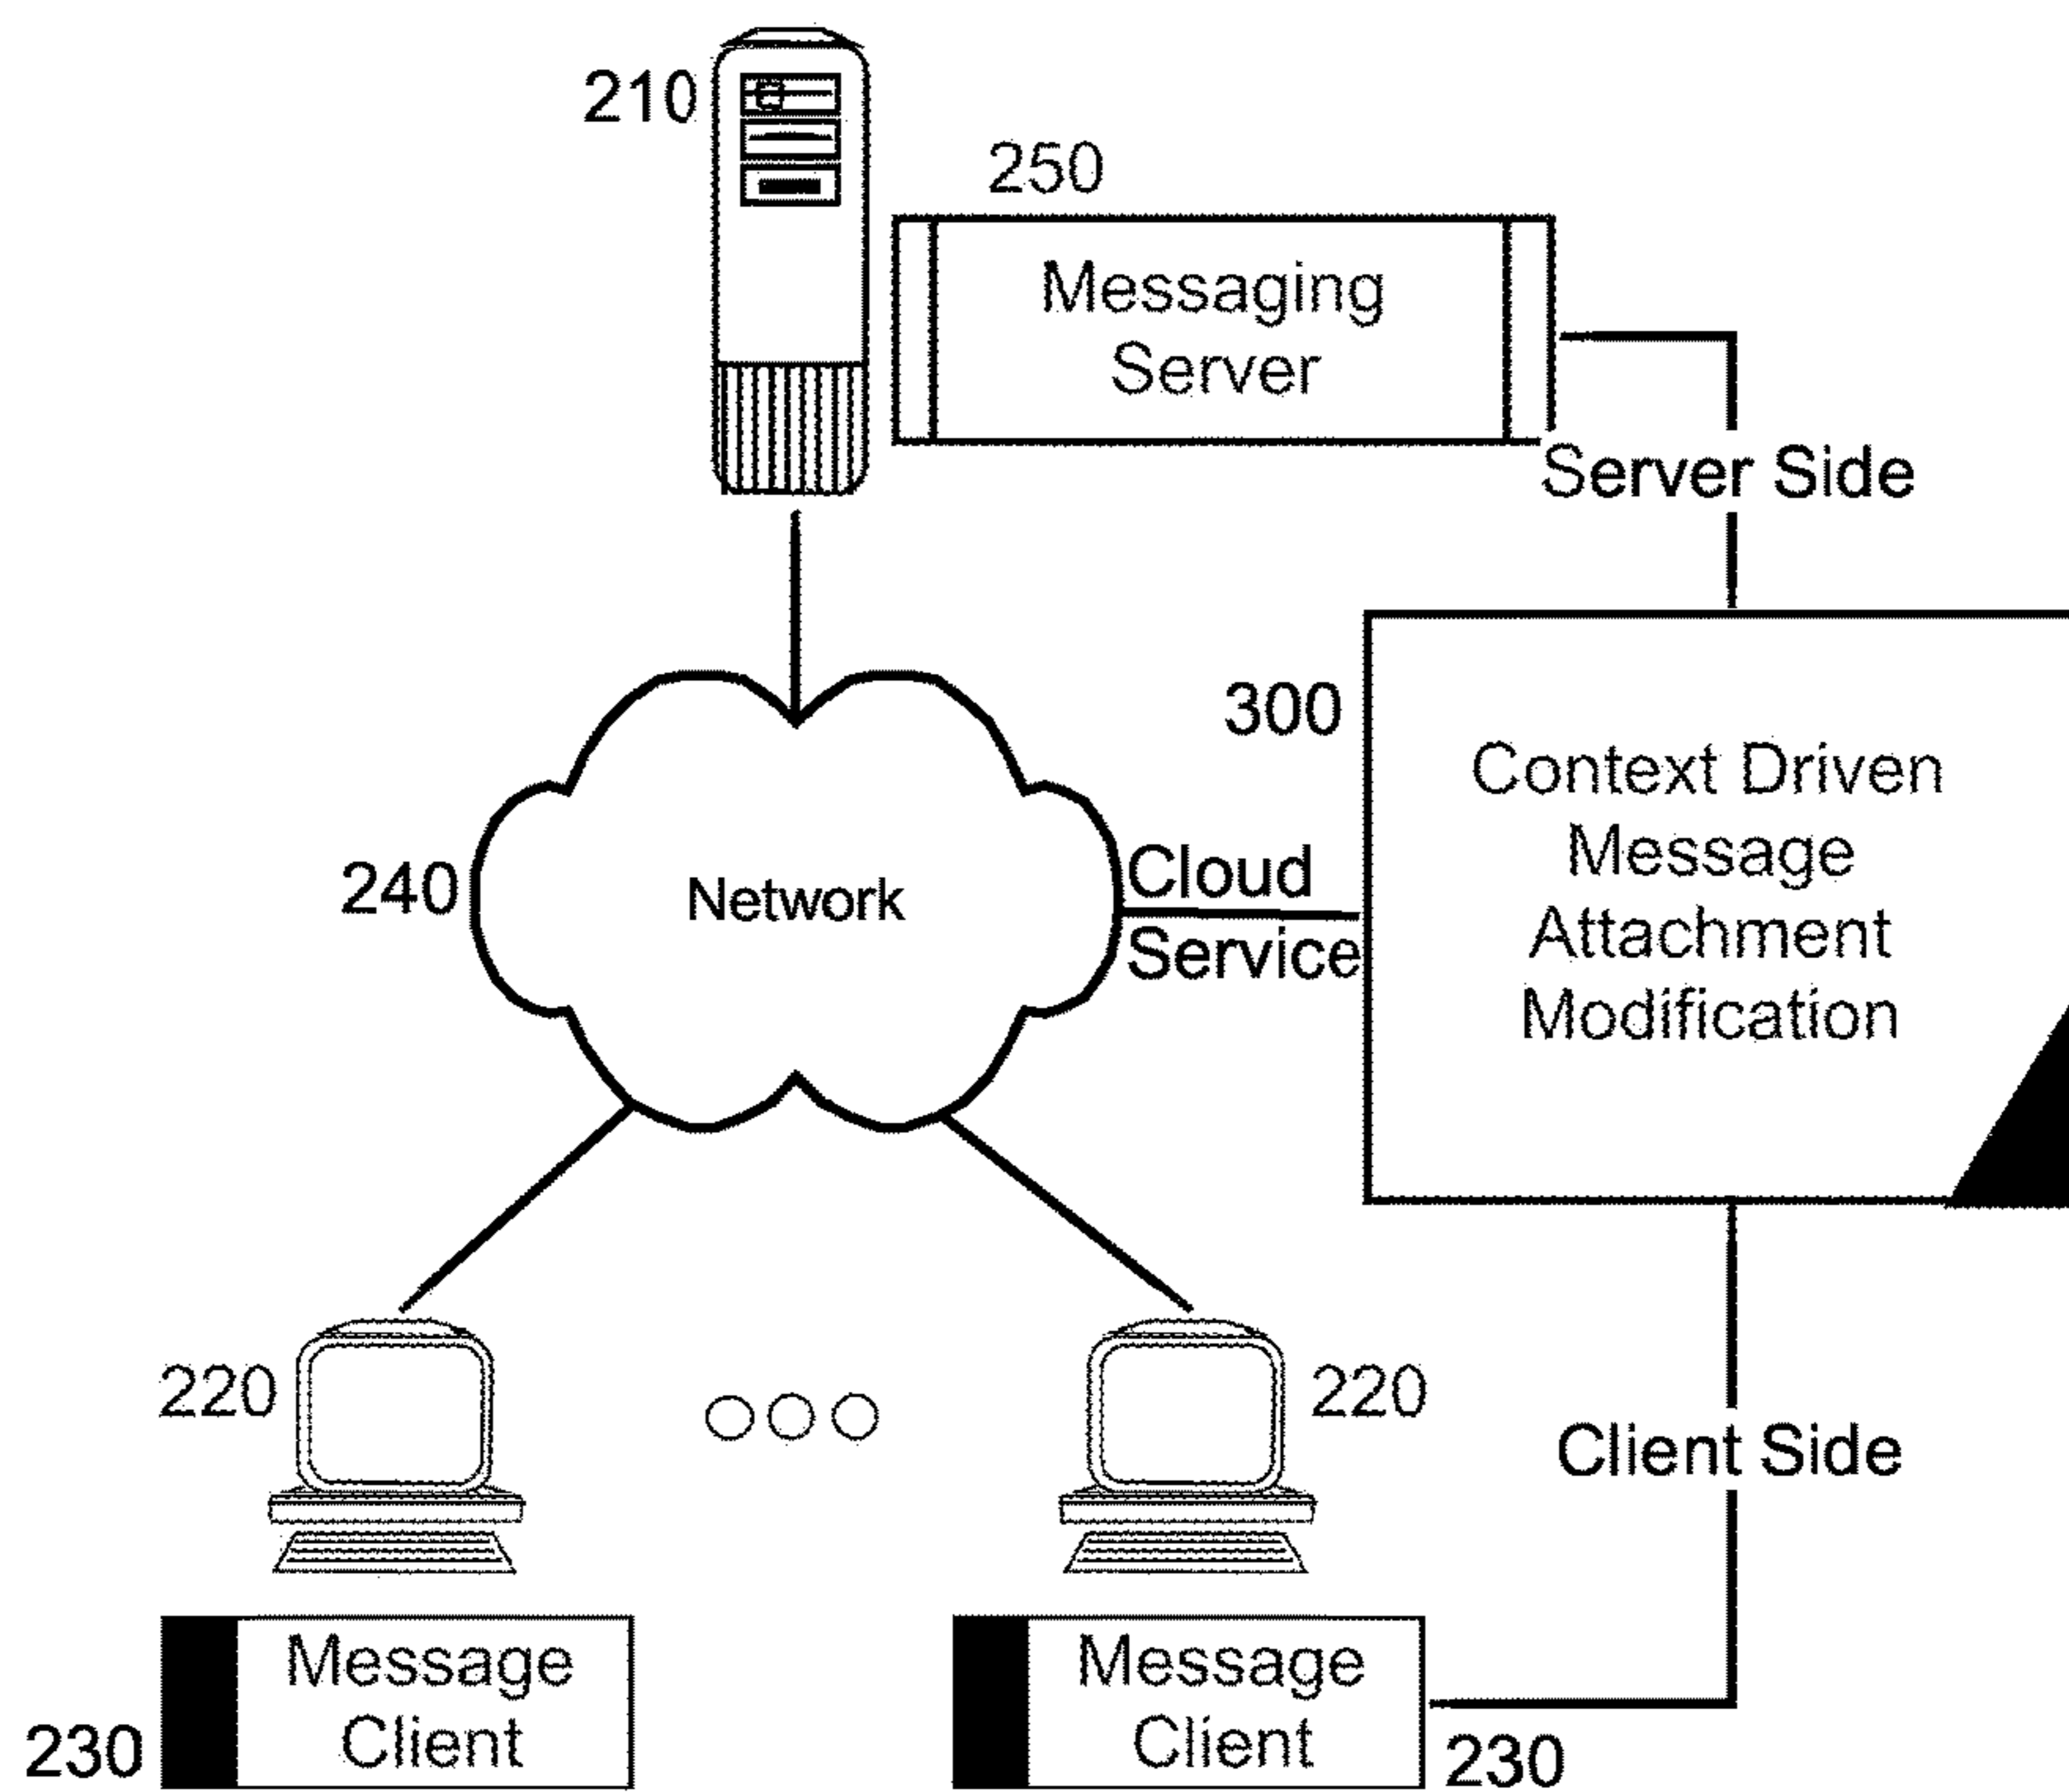 210
250
Messaging
Server
Server Side
300
Context Driven
Message
Attachment
Modification
240
Network
Cloud
Service
220
220
Client Side
Message
Client
230
Message
Client
230